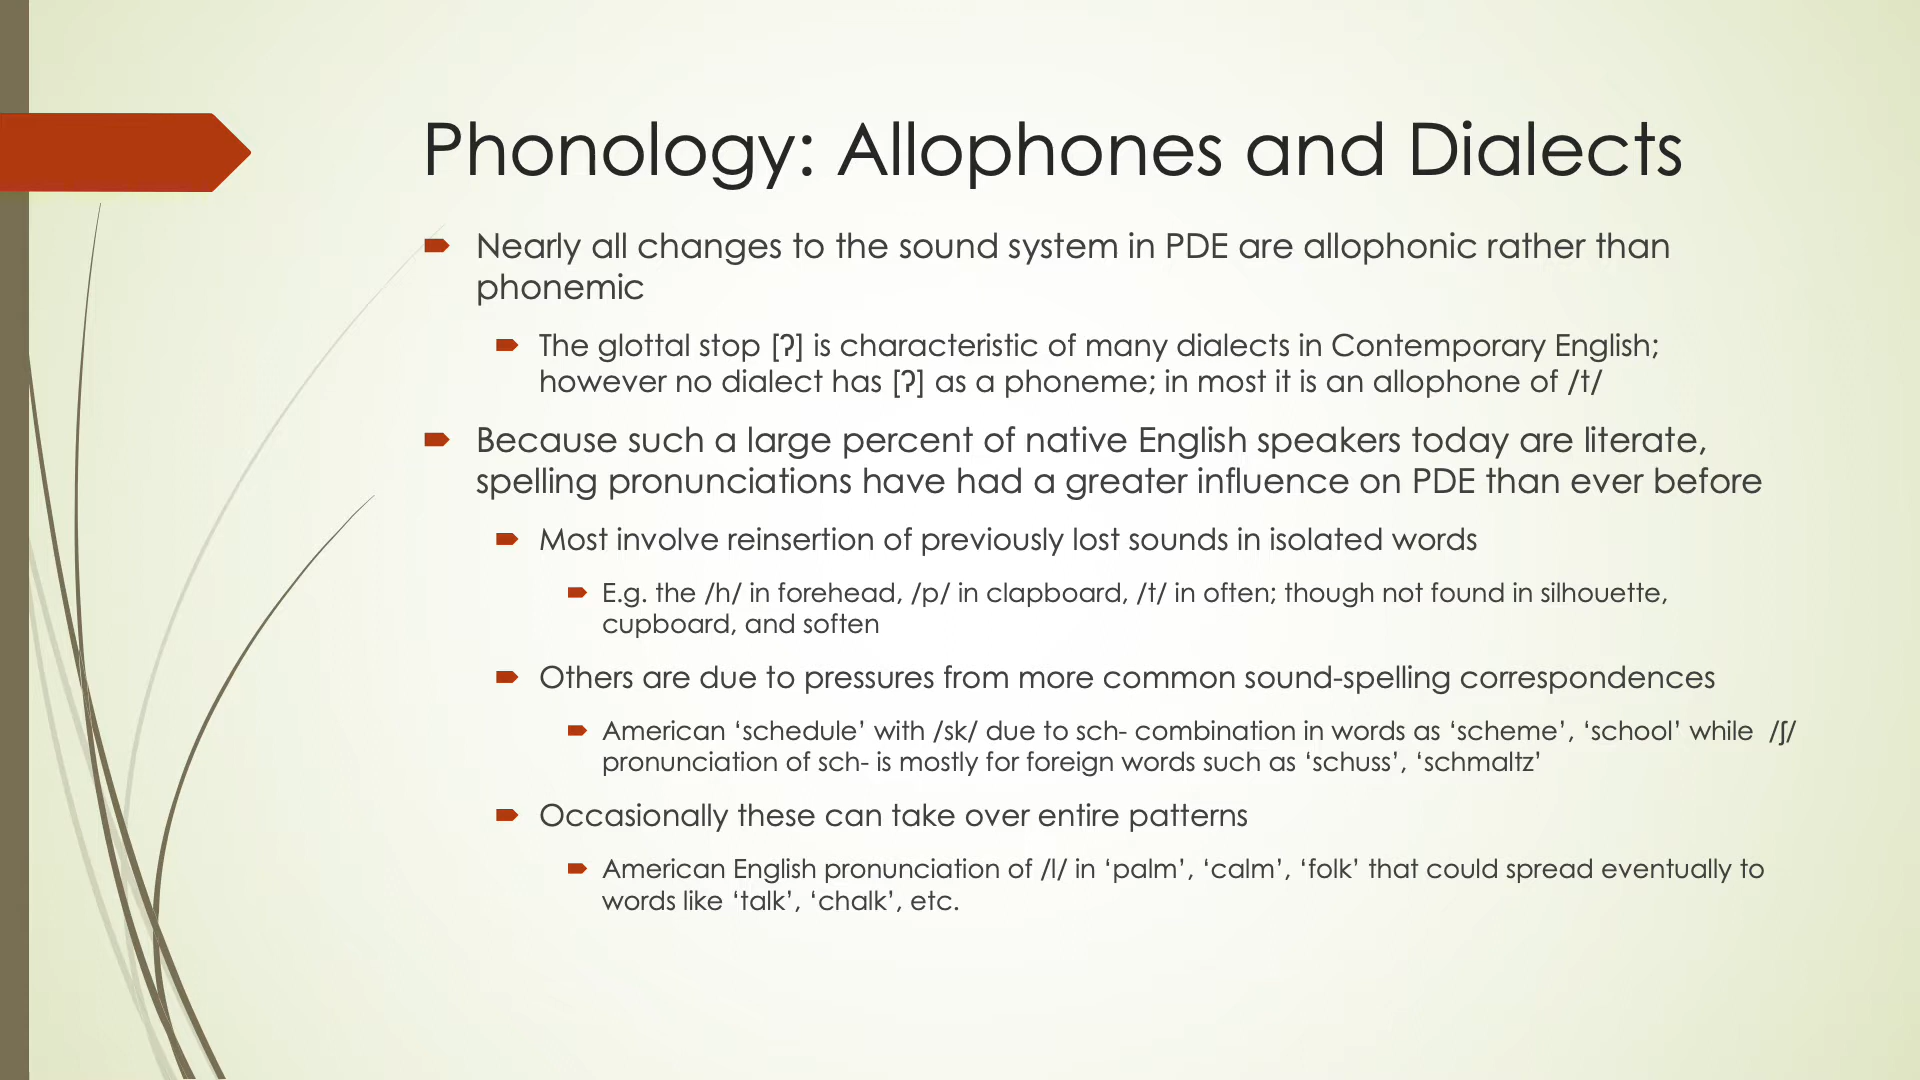 Phonology: Allophones and Dialects
Nearly all changes to the sound system in PDE are allophonic rather than
phonemic
The glottal stop [ʔ] is characteristic of many dialects in Contemporary English;
however no dialect has [ʔ] as a phoneme; in most it is an allophone of /t/
Because such a large percent of native English speakers today are literate,
spelling pronunciations have had a greater influence on PDE than ever before
Most involve reinsertion of previously lost sounds in isolated words
E.g. the /h/ in forehead, /p/ in clapboard, /t/ in often; though not found in silhouette,
cupboard, and soften
Others are due to pressures from more common sound-spelling correspondences
American ‘schedule’ with /sk/ due to sch- combination in words as ‘scheme’, ‘school’ while /ʃ/
pronunciation of sch- is mostly for foreign words such as ‘schuss’, ‘schmaltz’
Occasionally these can take over entire patterns
American English pronunciation of /l/ in ‘palm’, ‘calm’, ‘folk’ that could spread eventually to
words like ‘talk’, ‘chalk’, etc.